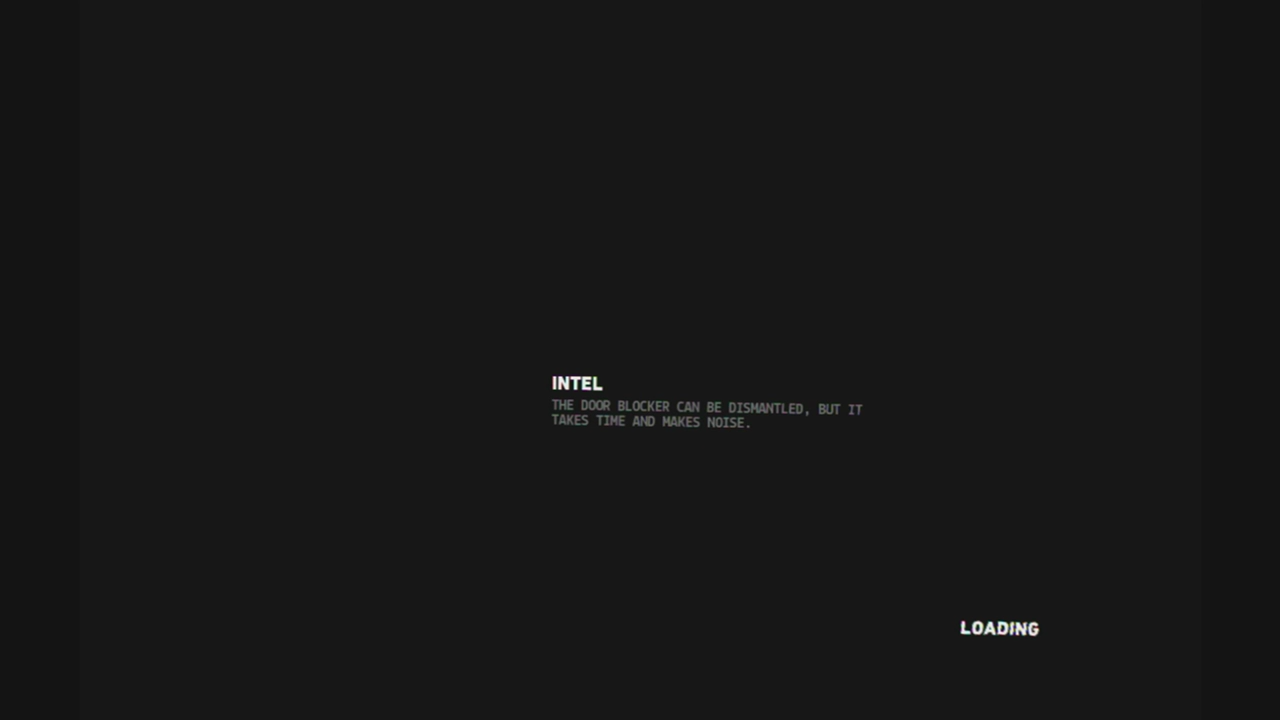 INTEL
THE DOOR BLOCKER CAN BE DISMANTLED, BUT IT
TAKES TIME AND MAKES NOISE.
LOADING